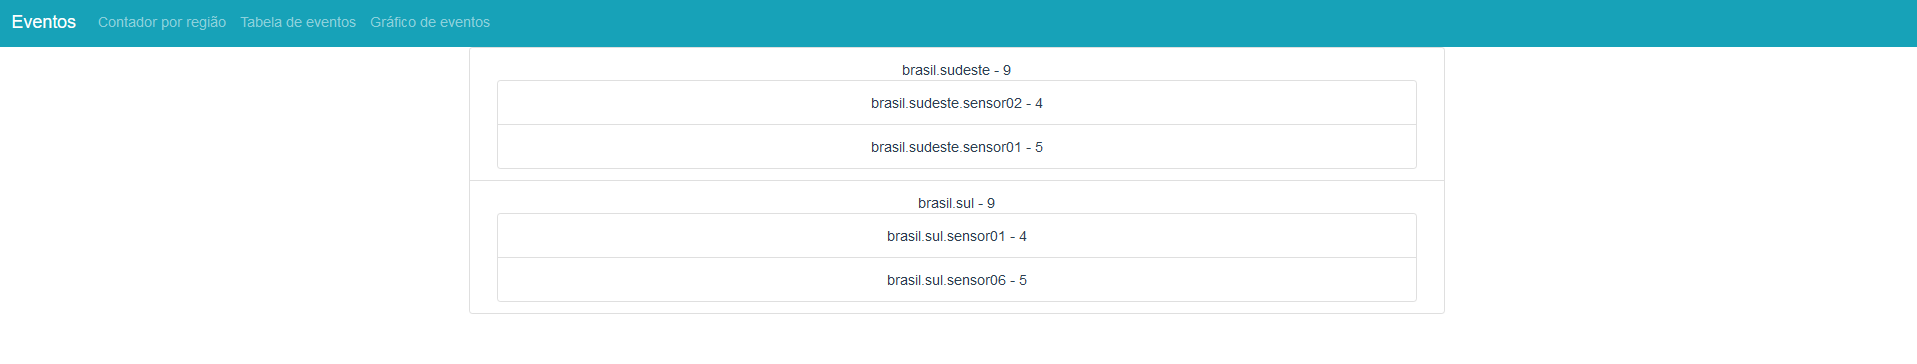 Eventos Contador por região Tabela de eventos Gráfico de eventos
brasil.sudeste - 9
brasil.sudeste.sensor02 - 4
brasil.sudeste.sensor01 - 5
brasil.sul - 9
brasil.sul.sensor01 - 4
brasil.sul.sensor06 - 5